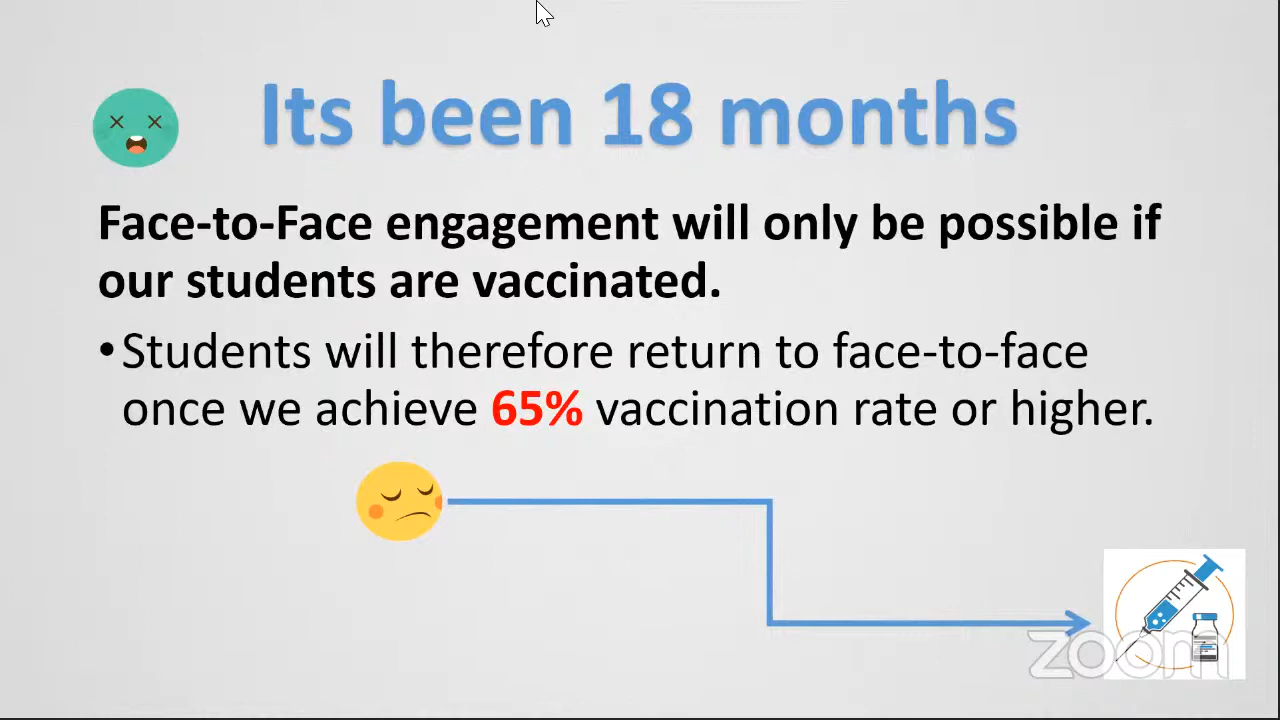 Its been 18 months
Face-to-Face engagement will only be possible if
our students are vaccinated.
•Students will therefore return to face-to-face
once we achieve 65% vaccination rate or higher.
zoom